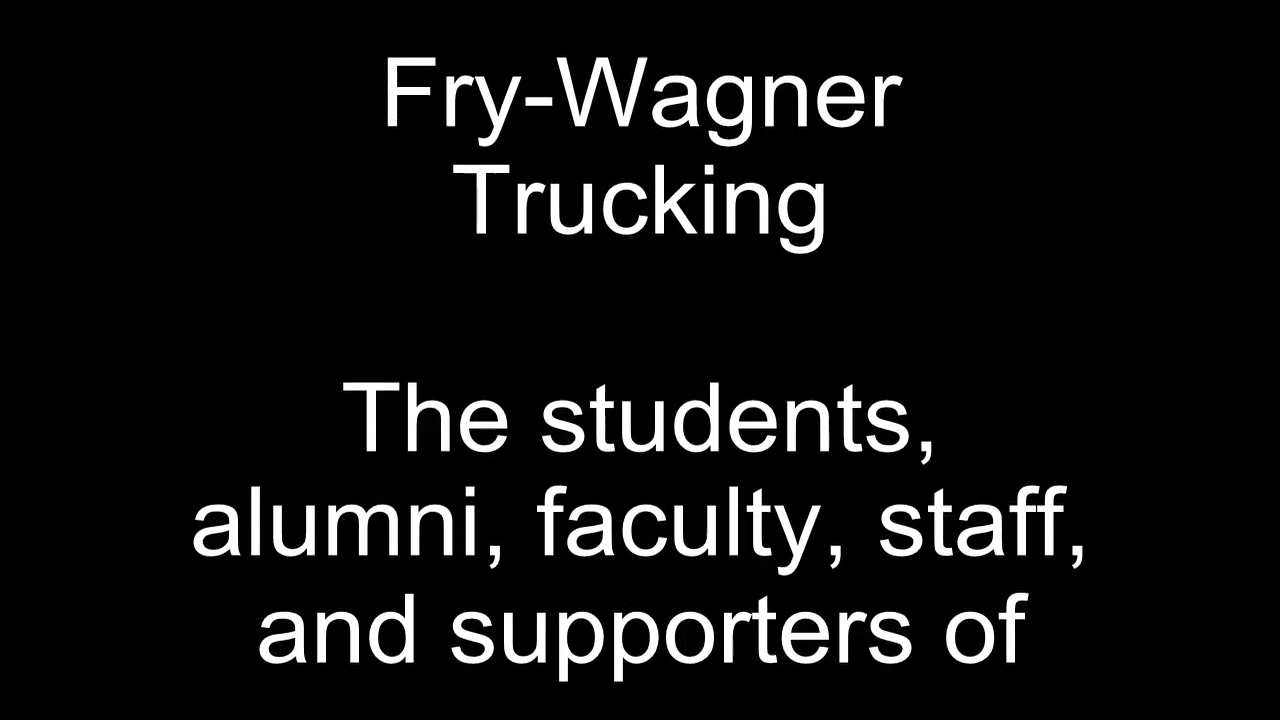 Fry-Wagner
Trucking
The students,
alumni, faculty, staff,
and supporters of